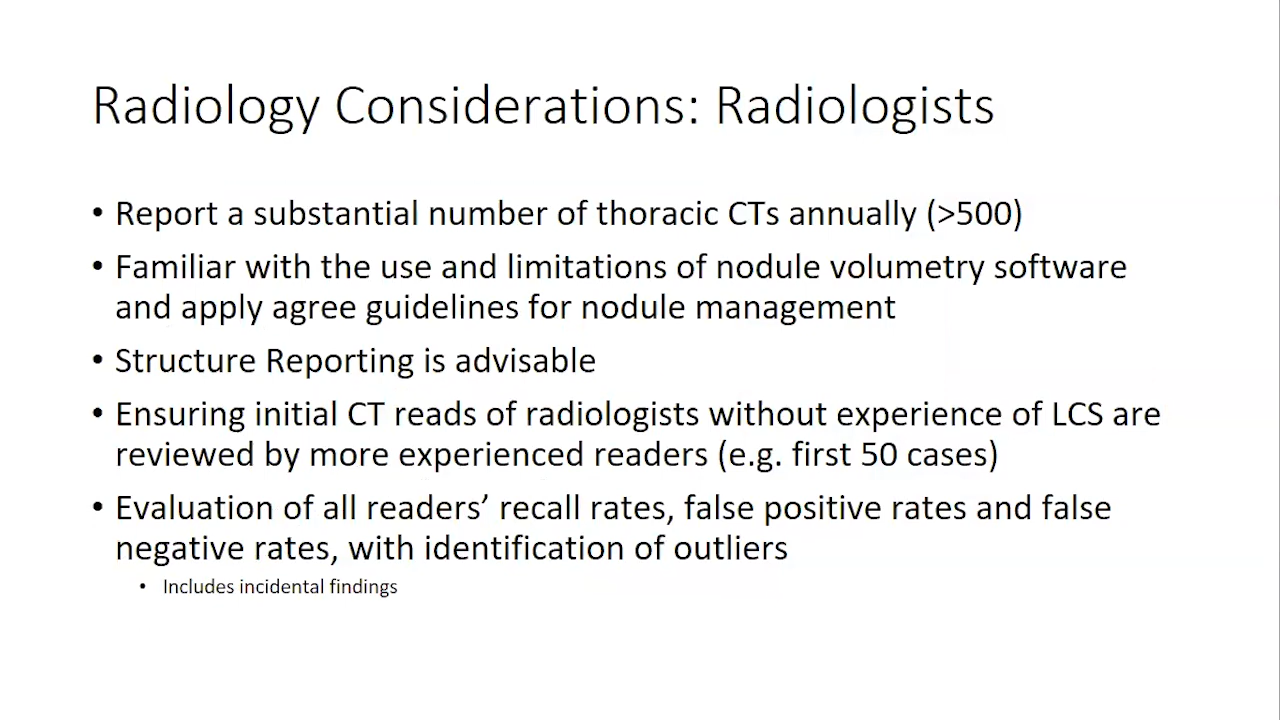 Radiology Considerations: Radiologists
• Report a substantial number of thoracic CTs annually (>500)
• Familiar with the use and limitations of nodule volumetry software
and apply agree guidelines for nodule management
• Structure Reporting is advisable
• Ensuring initial CT reads of radiologists without experience of LCS are
reviewed by more experienced readers (e.g. first 50 cases)
• Evaluation of all readers’ recall rates, false positive rates and false
negative rates, with identification of outliers
• Includes incidental findings